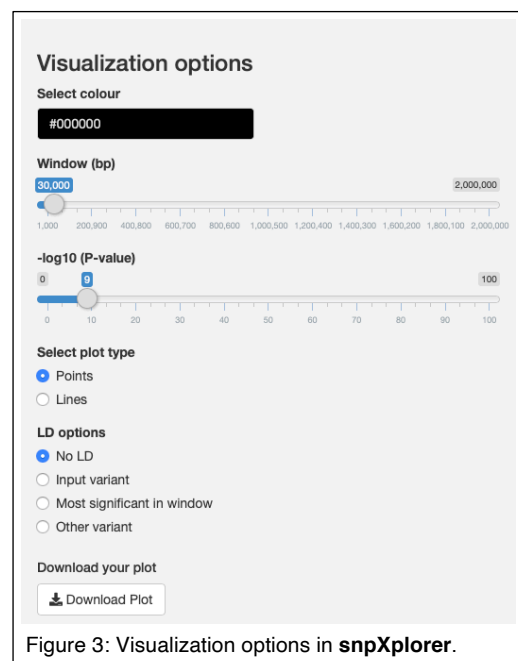 Visualization options
Select colour
#000000
Window (bp)
30,000 2,000,000
1,000 200,900 400,800 600,700 800,600 1,000,500 1,200,400 1,400,300 1,600,200 1,800,100 2,000,000
-log10 (P-value)
0 9 100
0 10 20 30 40 50 60 70 80 90 100
Select plot type
Points
Lines
LD options
No LD
Input variant
Most significant in window
Other variant
Download your plot
Download Plot
Figure 3: Visualization options in snpXplorer.